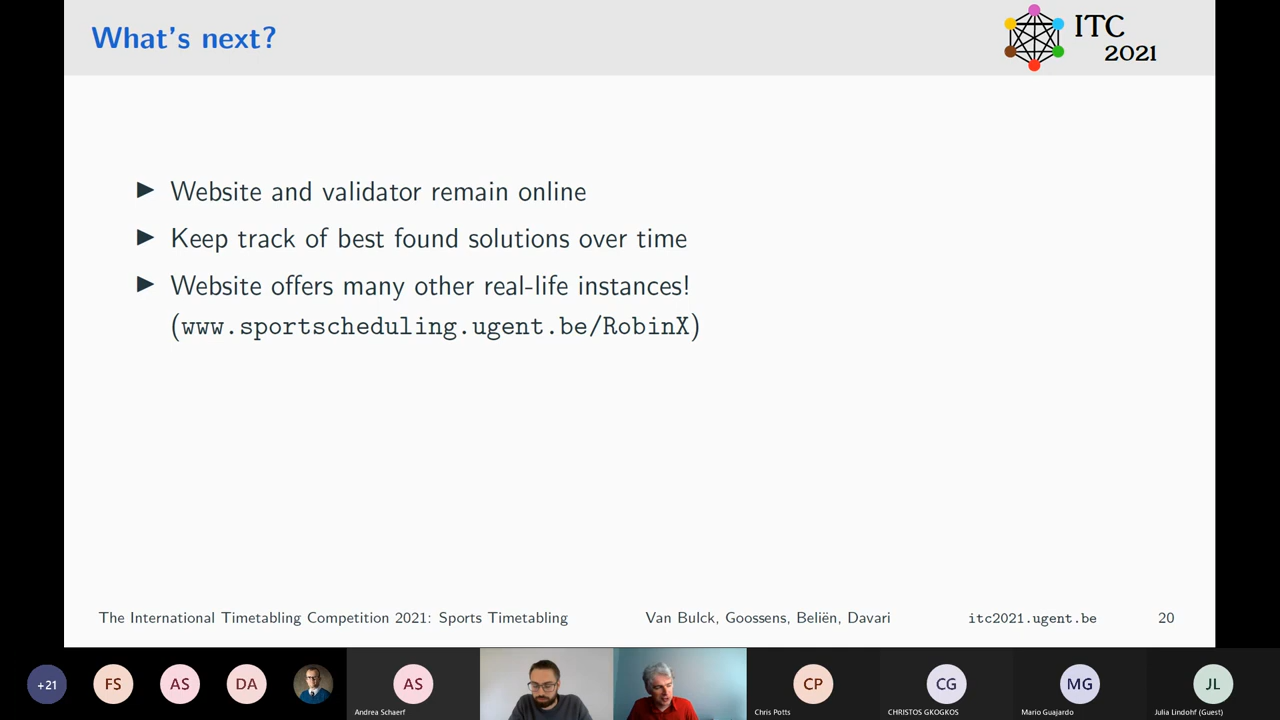 What's next?
ITC
2021
▶ Website and validator remain online
▶ Keep track of best found solutions over time
▶ Website offers many other real-life instances!
(www.sportscheduling.ugent.be/RobinX)
The International Timetabling Competition 2021: Sports Timetabling Van Bulck, Goossens, Beliën, Davari itc2021.ugent.be 20
+21 FS AS DA AS CP CG MG JL
Andrea Schaerf Chris Potts CHRISTOS GKOGKOS Mario Guajardo Julia Lindohf (Guest)